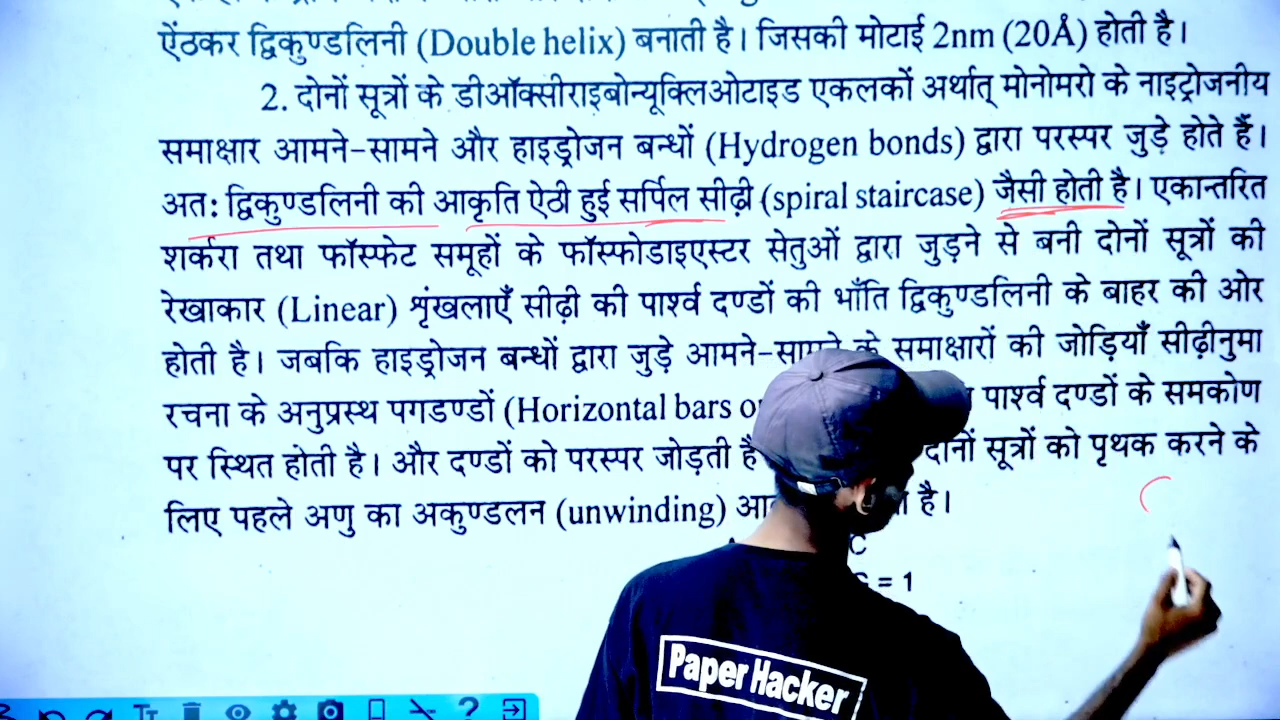 ऐंठकर द्विकुण्डलिनी (Double helix) बनाती है। जिसकी मोटाई 2nm (20Å) होती है।
2. दोनों सूत्रों के डीऑक्सीराइबोन्यूक्लिओटाइड एकलकों अर्थात् मोनोमरो के नाइट्रोजनीय
समाक्षार आमने-सामने और हाइड्रोजन बन्धों (Hydrogen bonds) द्वारा परस्पर जुड़े होते हैं।
अत: द्विकुण्डलिनी की आकृति ऐठी हुई सर्पिल सीढ़ी (spiral staircase) जैसी होती है। एकान्तरित
शर्करा तथा फॉस्फेट समूहों के फॉस्फोडाइएस्टर सेतुओं द्वारा जुड़ने से बनी दोनों सूत्रों की
रेखाकार (Linear) शृंखलाएँ सीढ़ी की पार्श्व दण्डों की भाँति द्विकुण्डलिनी के बाहर की ओर
होती है। जबकि हाइड्रोजन बन्धों द्वारा जुड़े आमने-सामने के समाक्षारों की जोड़ियाँ सीढ़ीनुमा
रचना के अनुप्रस्थ पगडण्डों (Horizontal bars पार्श्व दण्डों के समकोण
पर स्थित होती है। और दण्डों को परस्पर जोड़ती है दोनों सूत्रों को पृथक करने के
लिए पहले अणु का अकुण्डलन (unwinding) है।
C
= 1
Paper Hacker